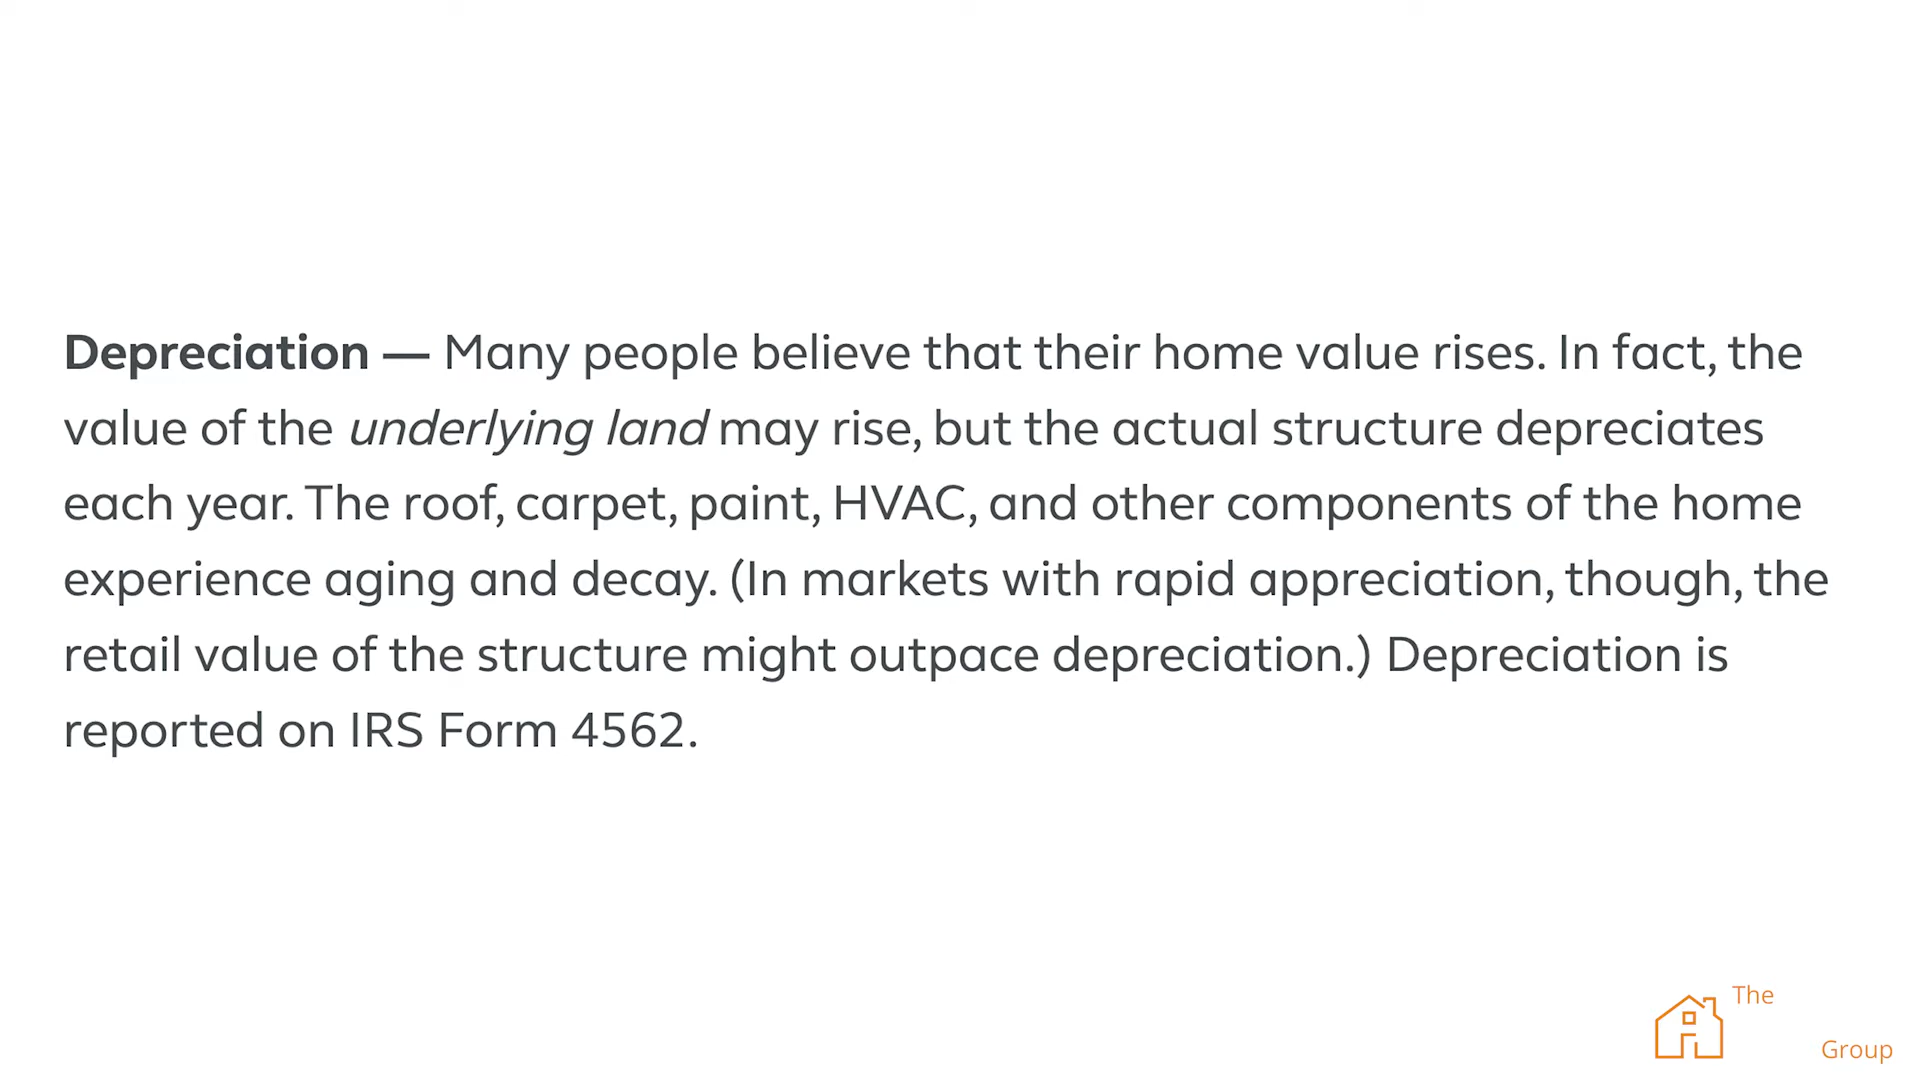 Depreciation — Many people believe that their home value rises. In fact, the
value of the underlying land may rise, but the actual structure depreciates
each year. The roof, carpet, paint, HVAC, and other components of the home
experience aging and decay. (In markets with rapid appreciation, though, the
retail value of the structure might outpace depreciation.) Depreciation is
reported on IRS Form 4562.
The
Group